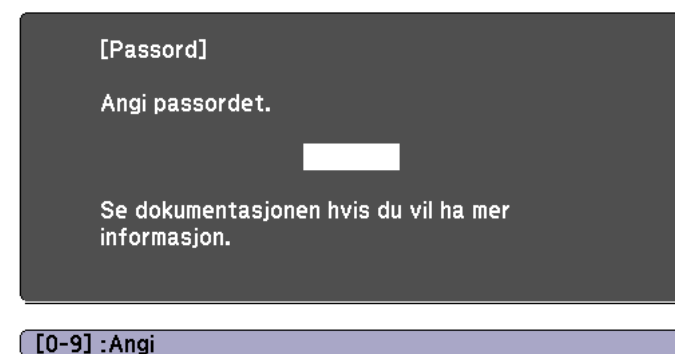 [Passord]
Angi passordet.
Se dokumentasjonen hvis du vil ha mer
informasjon.
[0-9] :Angi